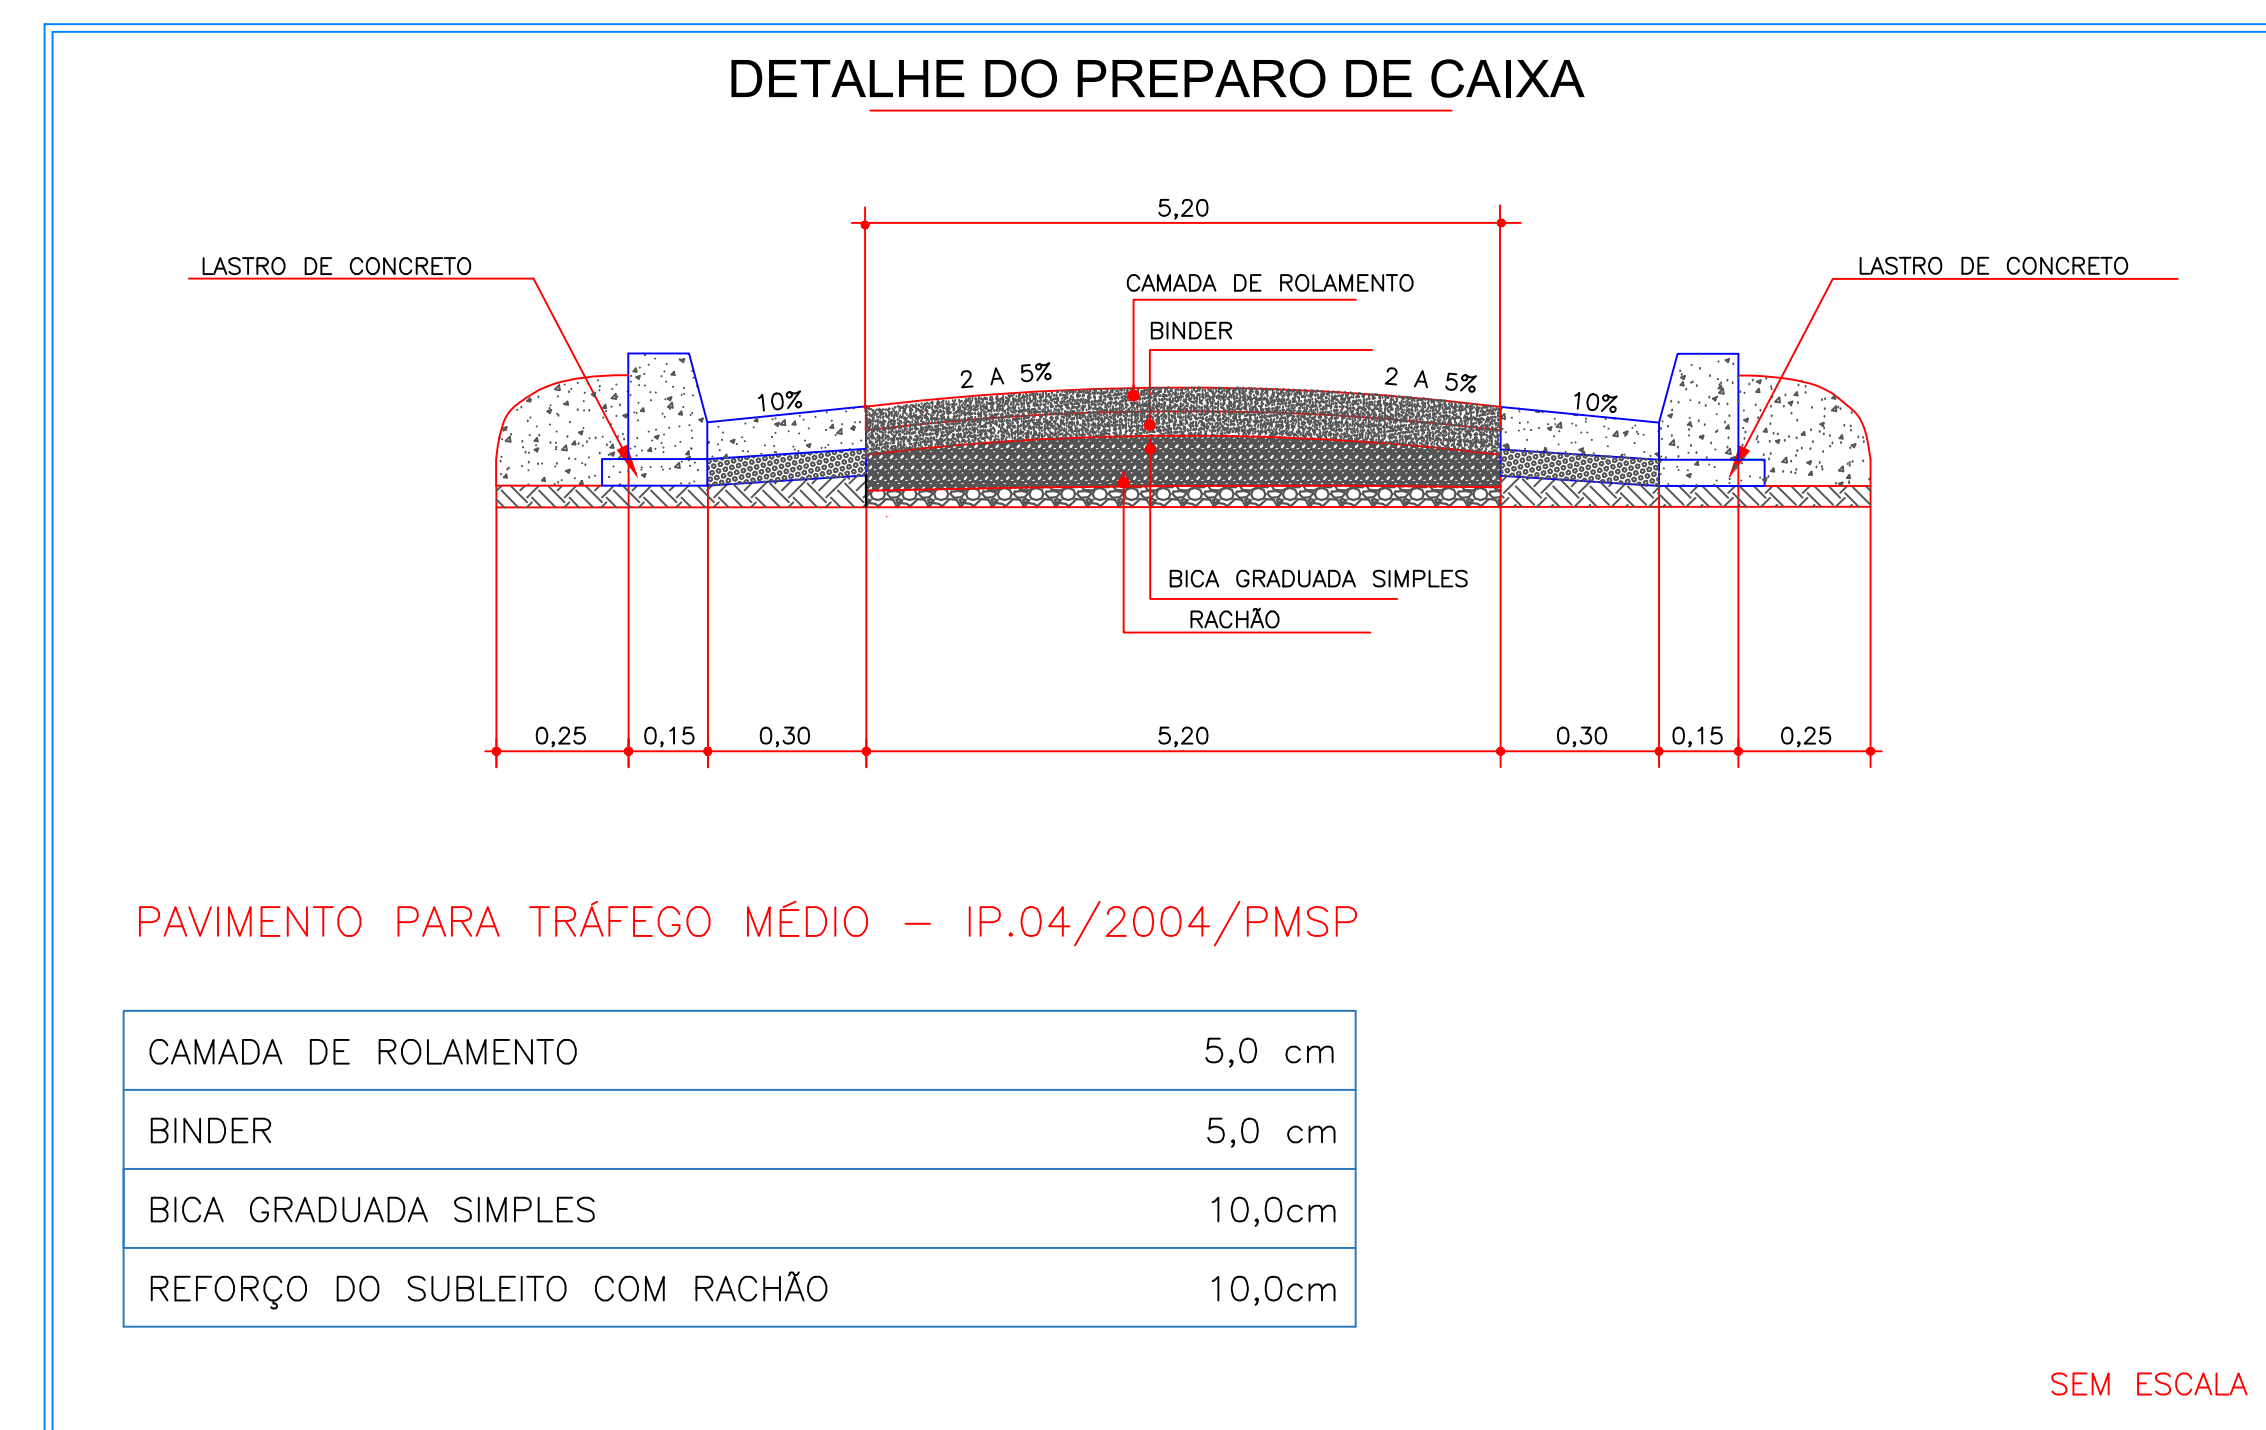 DETALHE DO PREPARO DE CAIXA
5,20
LASTRO DE CONCRETO
LASTRO DE CONCRETO
CAMADA DE ROLAMENTO
BINDER
2 A 5%
2 A 5%
10%
10%
BICA GRADUADA SIMPLES
RACHÃO
0,25 0,15 0,30 5,20 0,30 0,15 0,25
PAVIMENTO PARA TRÁFEGO MÉDIO – IP.04/2004/PMSP
CAMADA DE ROLAMENTO 5,0 cm
BINDER 5,0 cm
BICA GRADUADA SIMPLES 10,0cm
REFORÇO DO SUBLEITO COM RACHÃO 10,0cm
SEM ESCALA